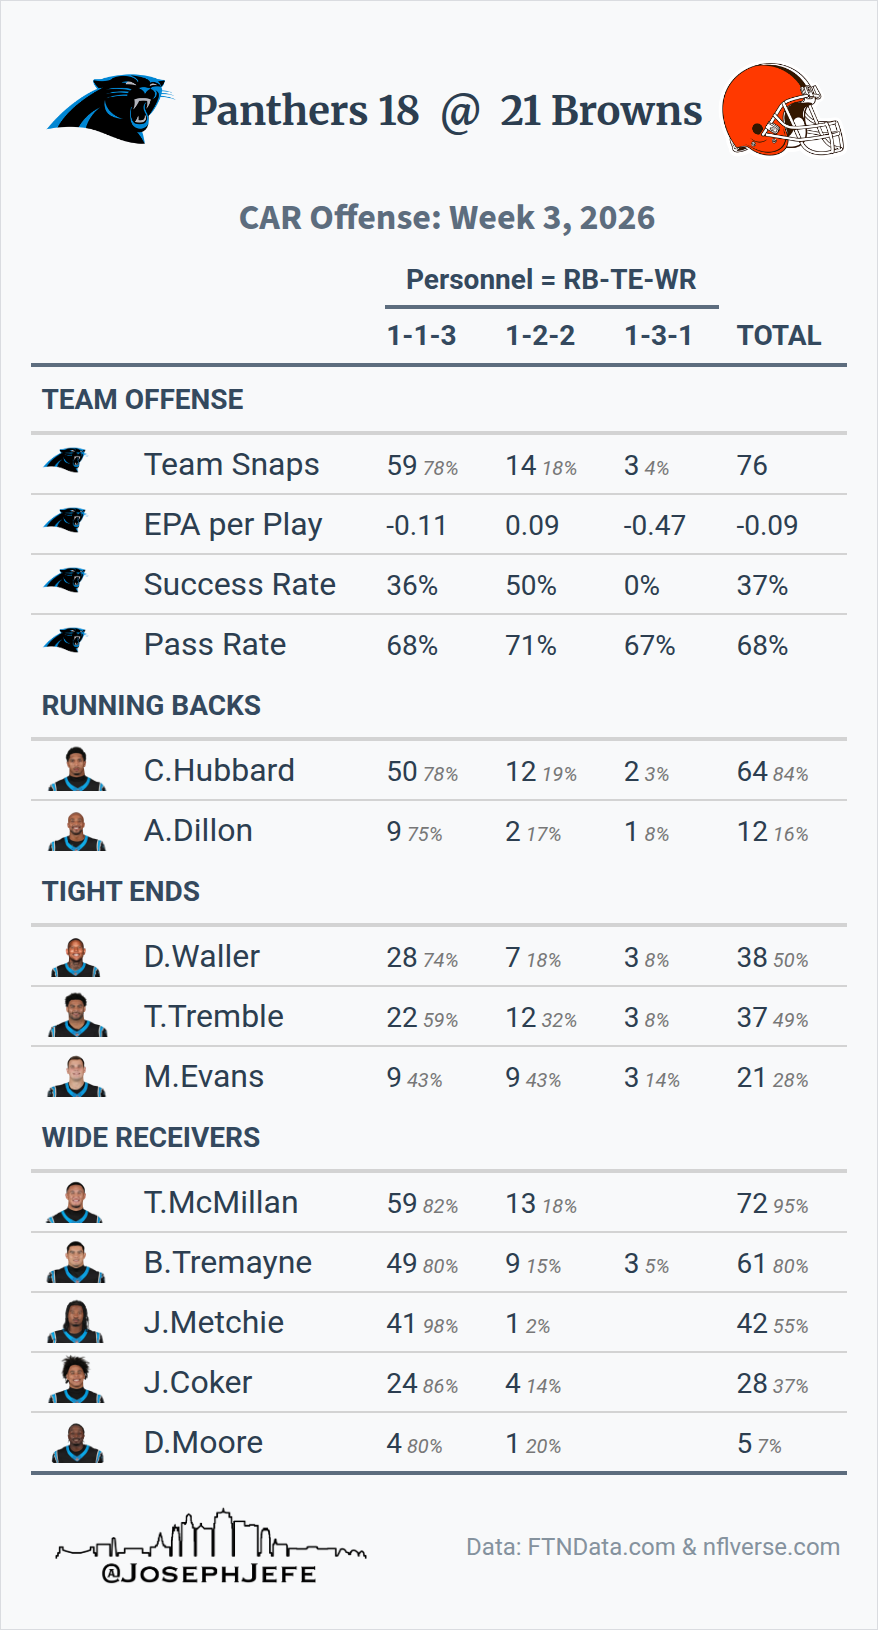 Panthers 18 @ 21 Browns
CAR Offense: Week 3, 2026
Personnel = RB-TE-WR
1-1-3 1-2-2 1-3-1 TOTAL
TEAM OFFENSE
Team Snaps 59 78% 14 18% 3 4% 76
EPA per Play -0.11 0.09 -0.47 -0.09
Success Rate 36% 50% 0% 37%
Pass Rate 68% 71% 67% 68%
RUNNING BACKS
C.Hubbard 50 78% 12 19% 2 3% 64 84%
A.Dillon 9 75% 2 17% 1 8% 12 16%
TIGHT ENDS
D.Waller 28 74% 7 18% 3 8% 38 50%
T.Tremble 22 59% 12 32% 3 8% 37 49%
M.Evans 9 43% 9 43% 3 14% 21 28%
WIDE RECEIVERS
T.McMillan 59 82% 13 18% 72 95%
B.Tremayne 49 80% 9 15% 3 5% 61 80%
J.Metchie 41 98% 1 2% 42 55%
J.Coker 24 86% 4 14% 28 37%
D.Moore 4 80% 1 20% 5 7%
@JosephJefe
Data: FTNData.com & nflverse.com